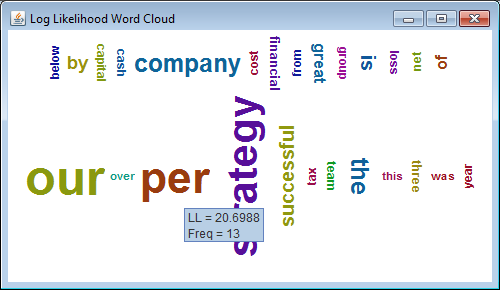 Log Likelihood Word Cloud
below by capital cash company cost financial from great group is loss net of
our over per strategy successful tax team the this three was year
LL = 20.6988
Freq = 13